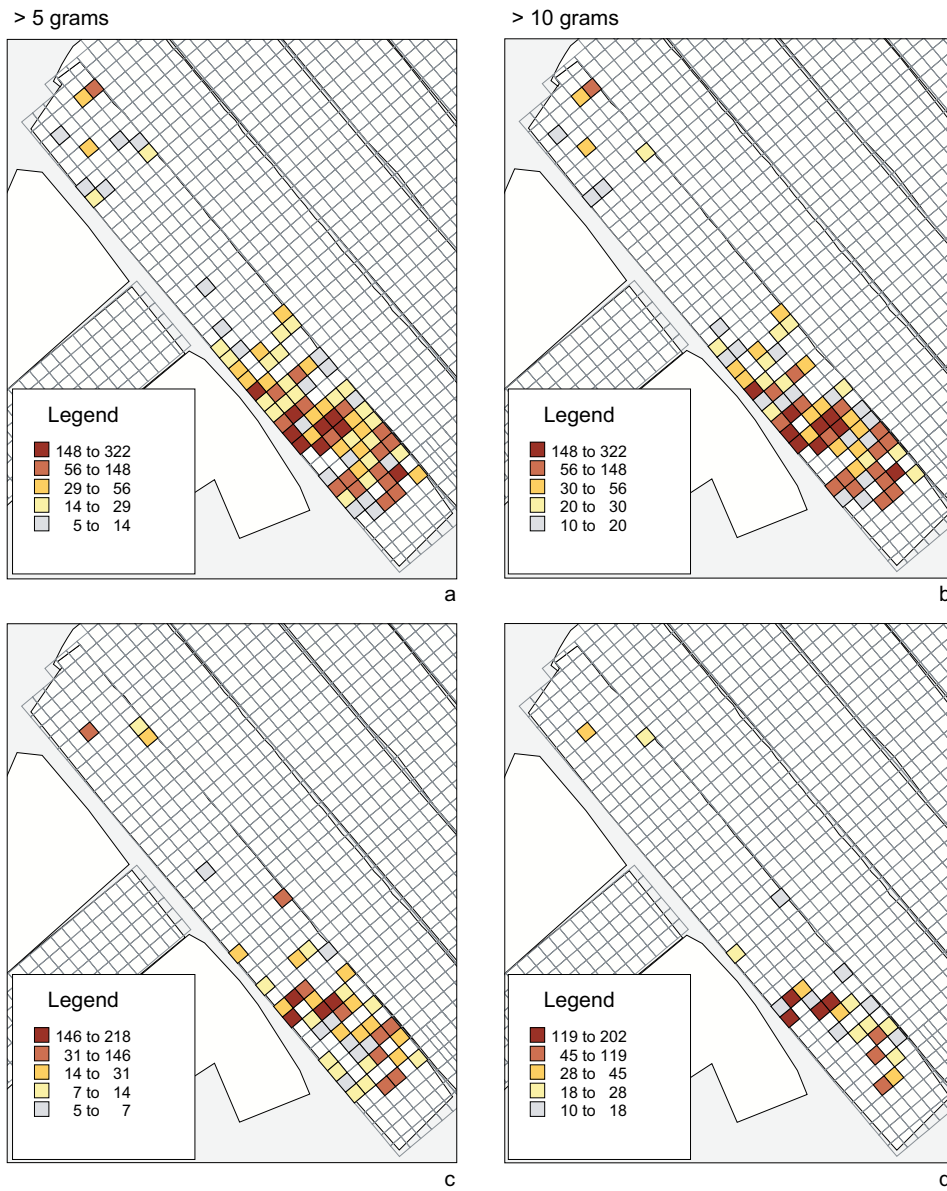 > 5 grams
> 10 grams
Legend
148 to 322
56 to 148
29 to 56
14 to 29
5 to 14
a
Legend
148 to 322
56 to 148
30 to 56
20 to 30
10 to 20
b
Legend
146 to 218
31 to 146
14 to 31
7 to 14
5 to 7
c
Legend
119 to 202
45 to 119
28 to 45
18 to 28
10 to 18
d